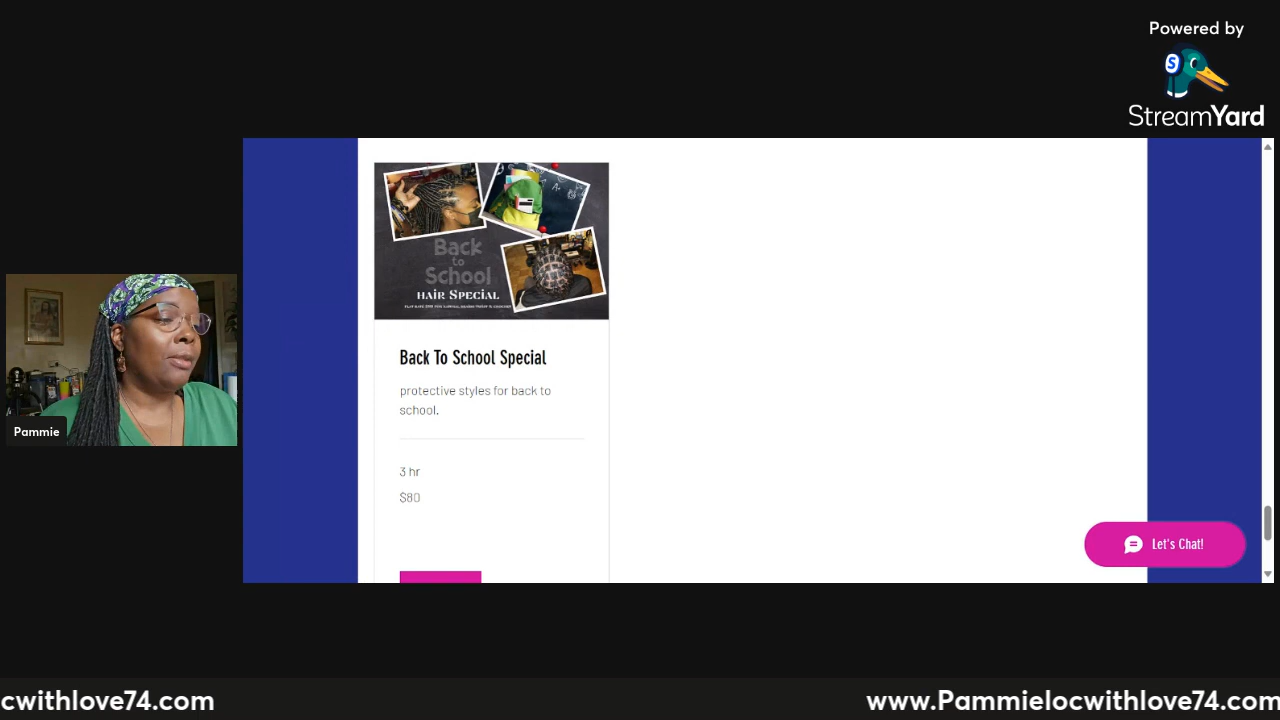 Powered by
StreamYard
Back
to
School
HAIR SPECIAL
Back To School Special
protective styles for back to
school.
3 hr
$80
Let's Chat!
Pammie
cwithlove74.com
www.Pammielocwithlove74.com